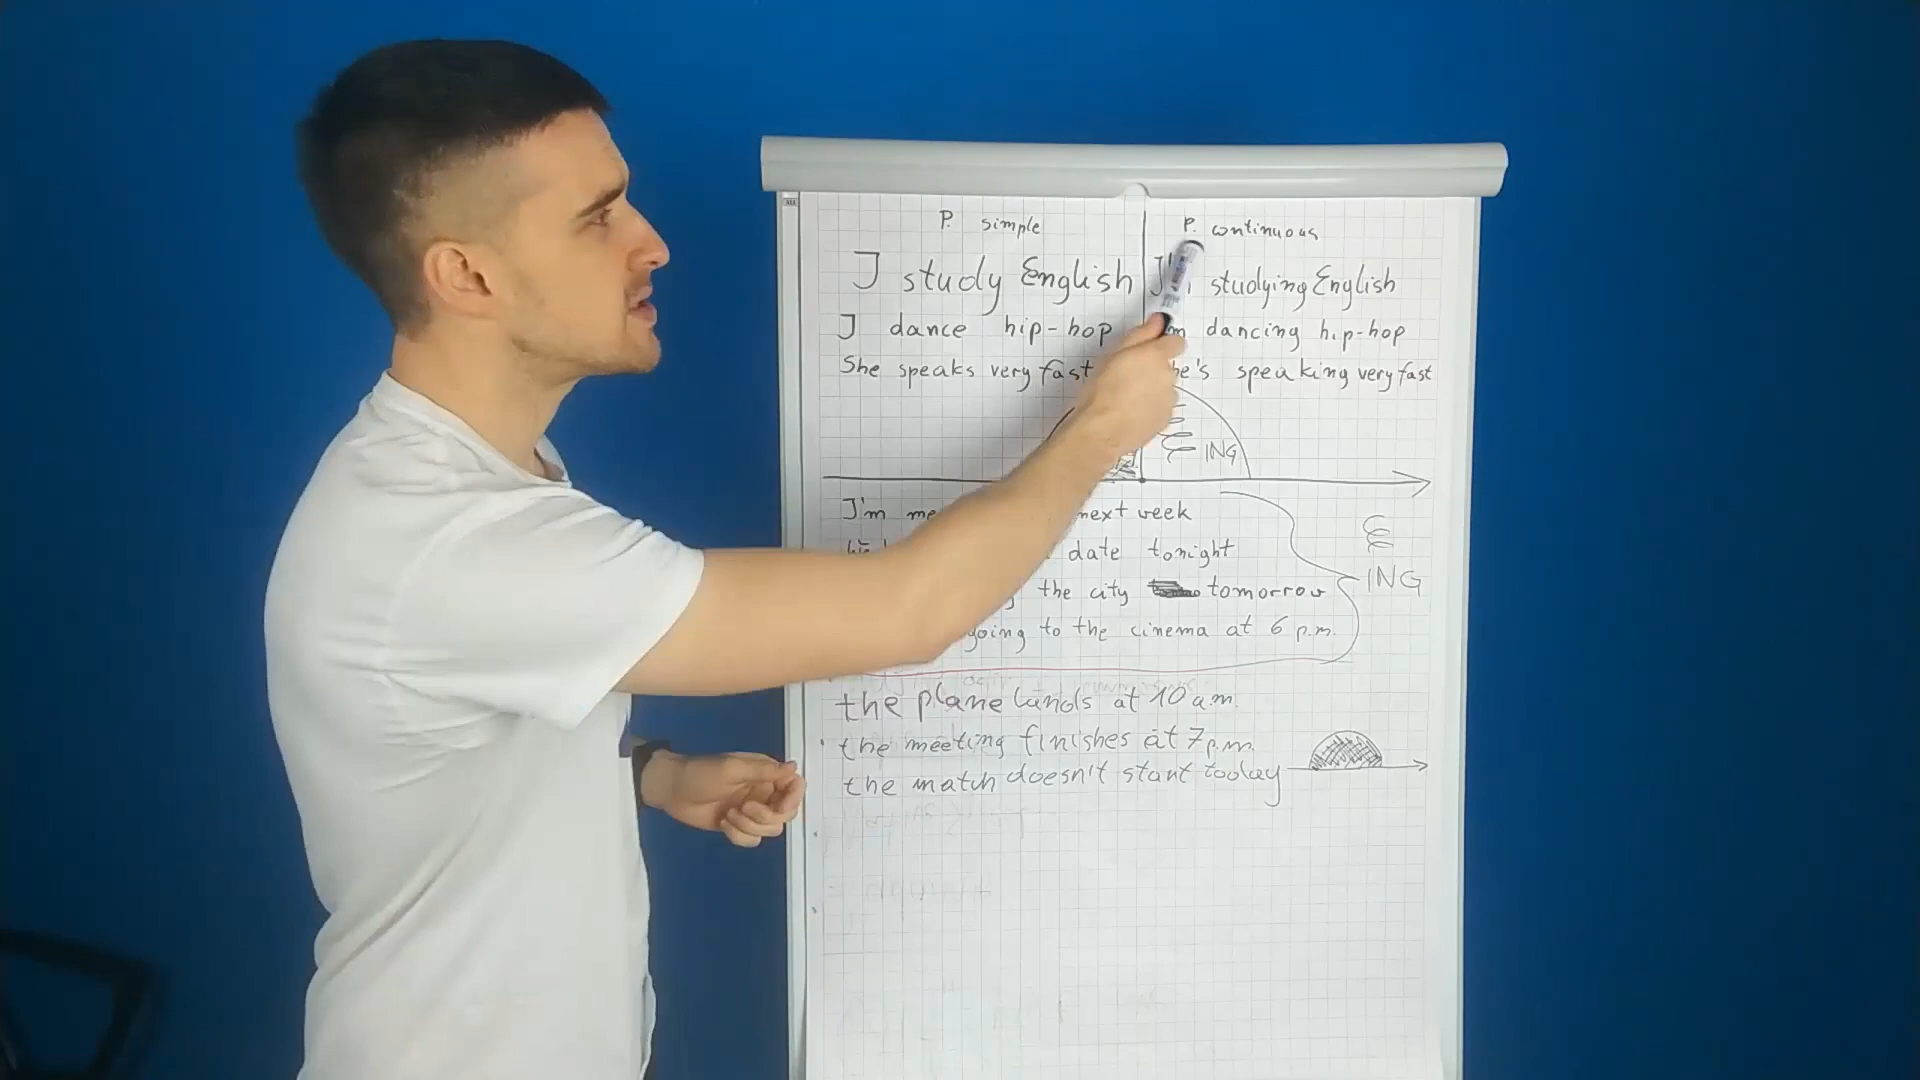 P. simple
P. continuous
I study English
I' studying English
I dance hip-hop
m dancing hip-hop
She speaks very fast
he's speaking very fast
ING
I'm me next week
date tonight
ING
the city tomorrow
going to the cinema at 6 p.m.
the plane lands at 10 a.m.
the meeting finishes at 7 p.m.
the match doesn't start today